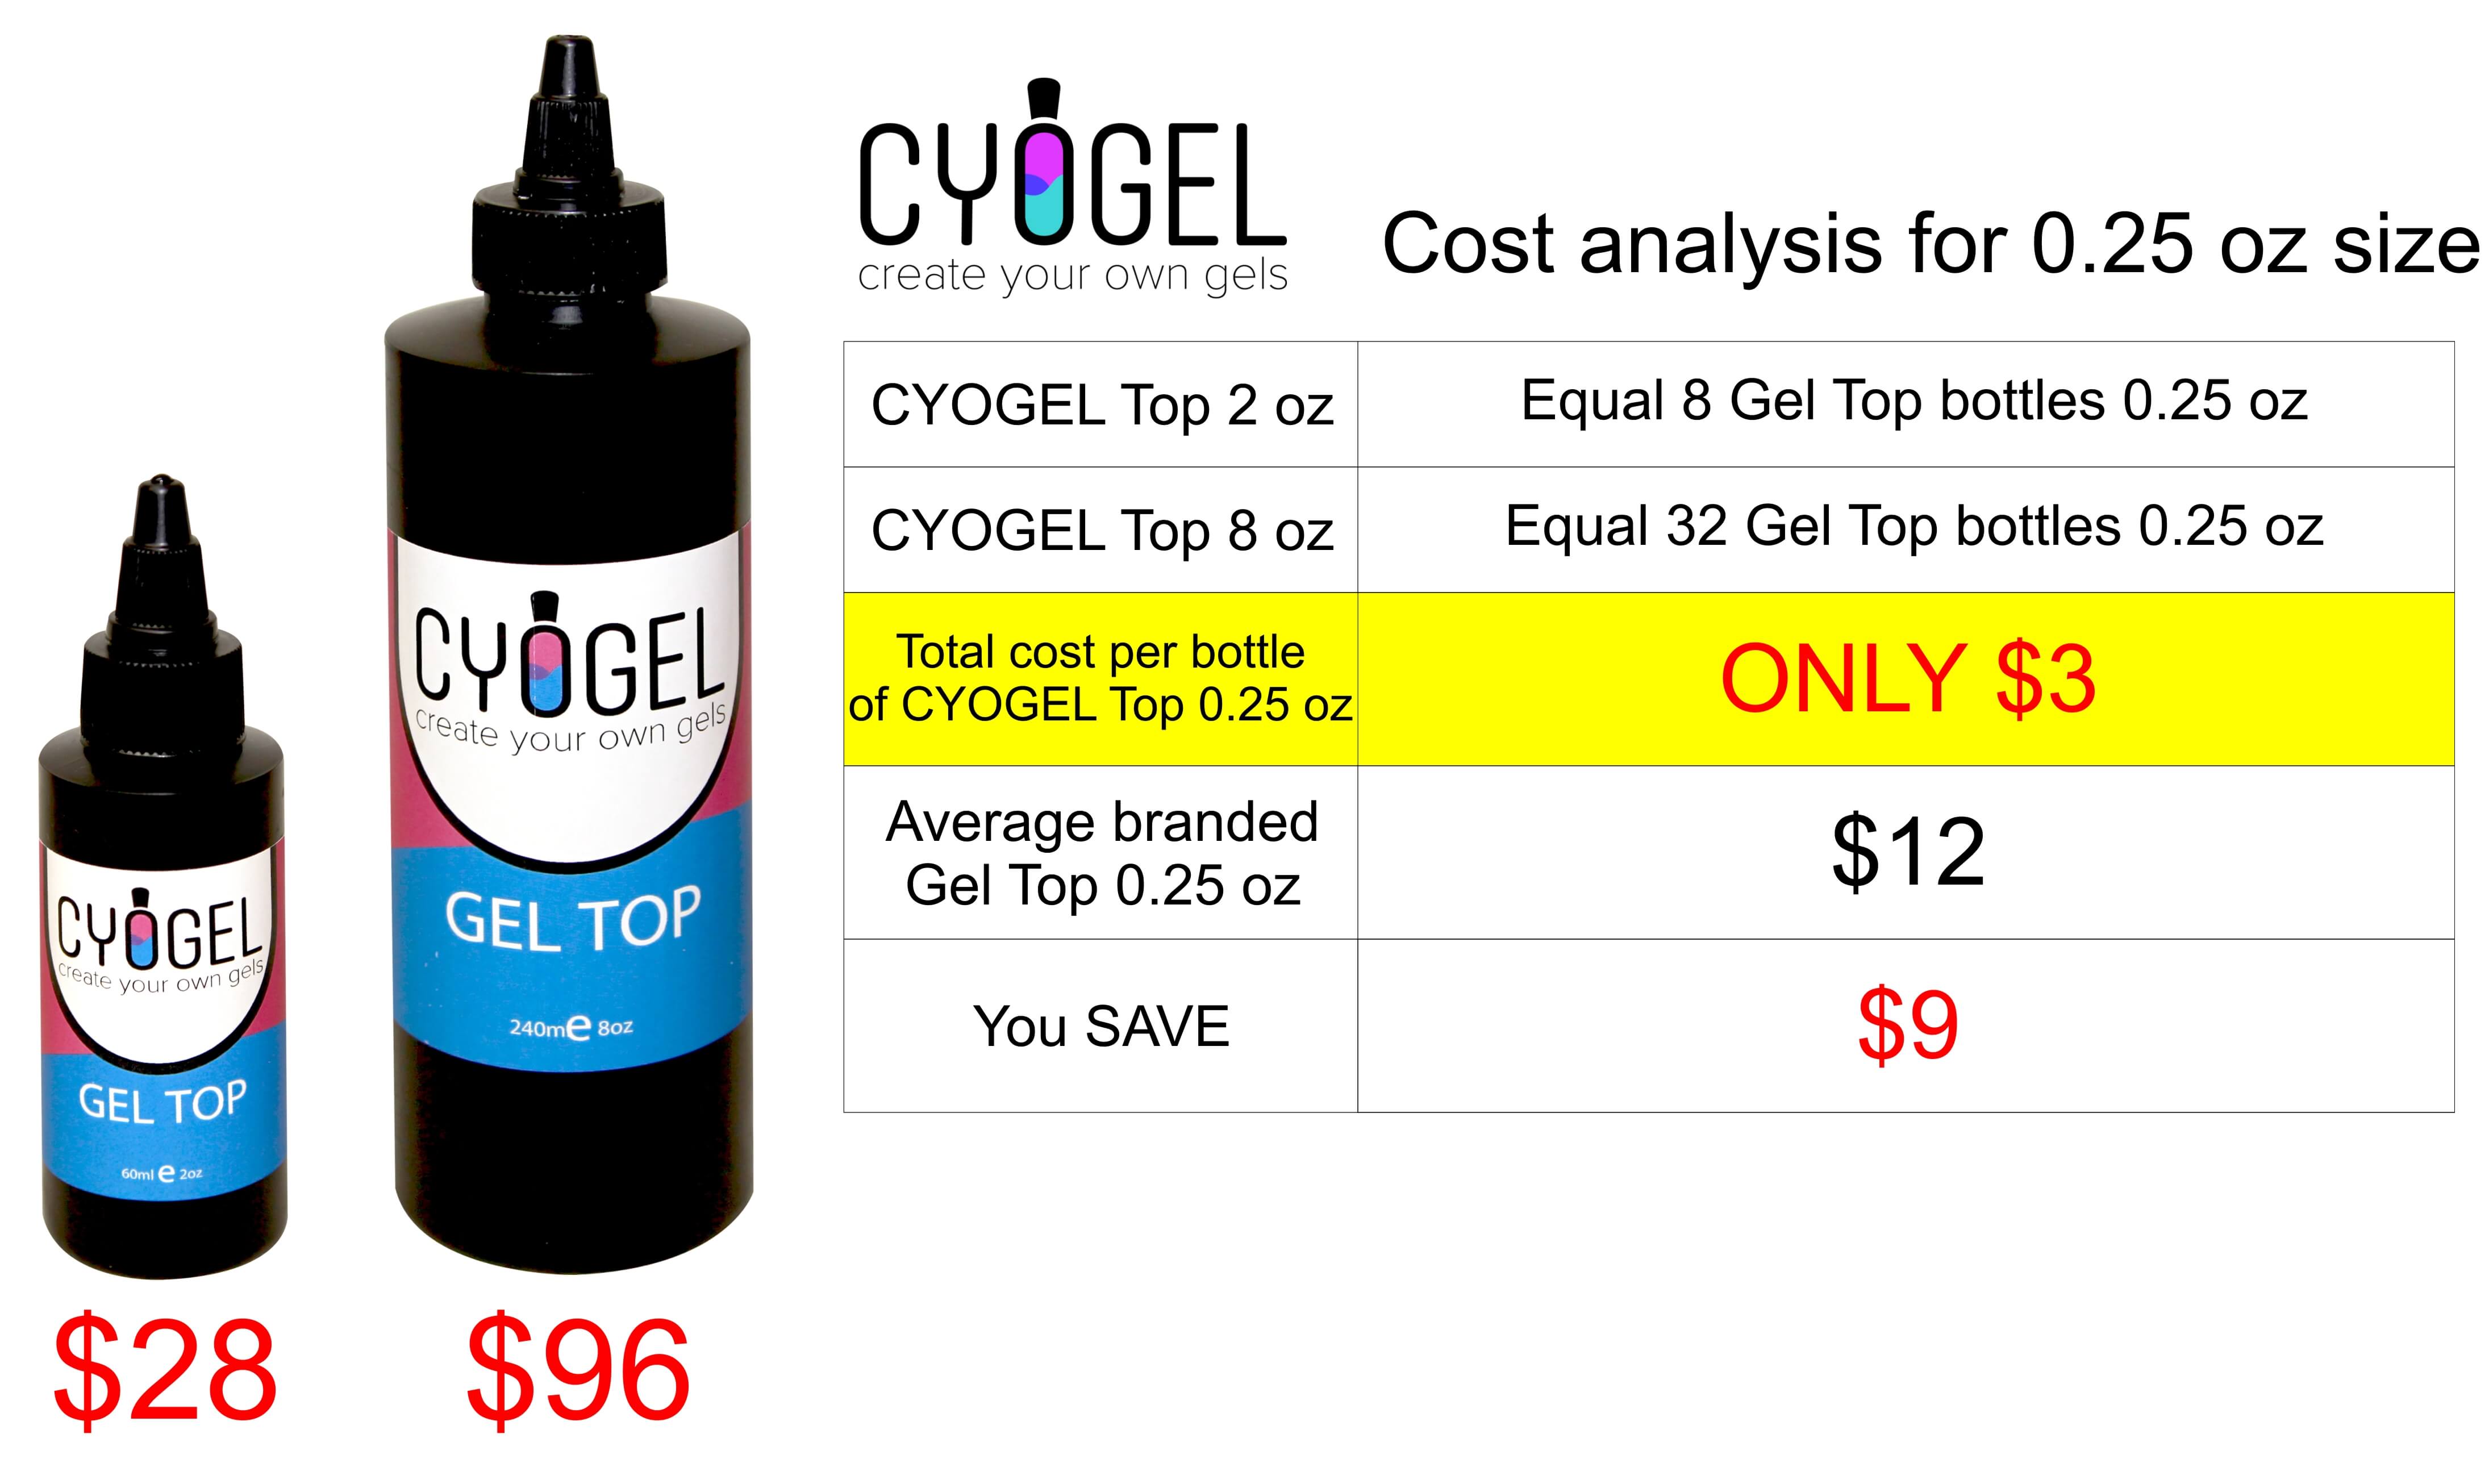 CYOGEL
create your own gels
Cost analysis for 0.25 oz size
CYOGEL Top 2 oz
Equal 8 Gel Top bottles 0.25 oz
CYOGEL Top 8 oz
Equal 32 Gel Top bottles 0.25 oz
Total cost per bottle
of CYOGEL Top 0.25 oz
ONLY $3
Average branded
Gel Top 0.25 oz
$12
You SAVE
$9
CYOGEL
create your own gels
GEL TOP
60ml e 2oz
$28
CYOGEL
create your own gels
GEL TOP
240me 8oz
$96